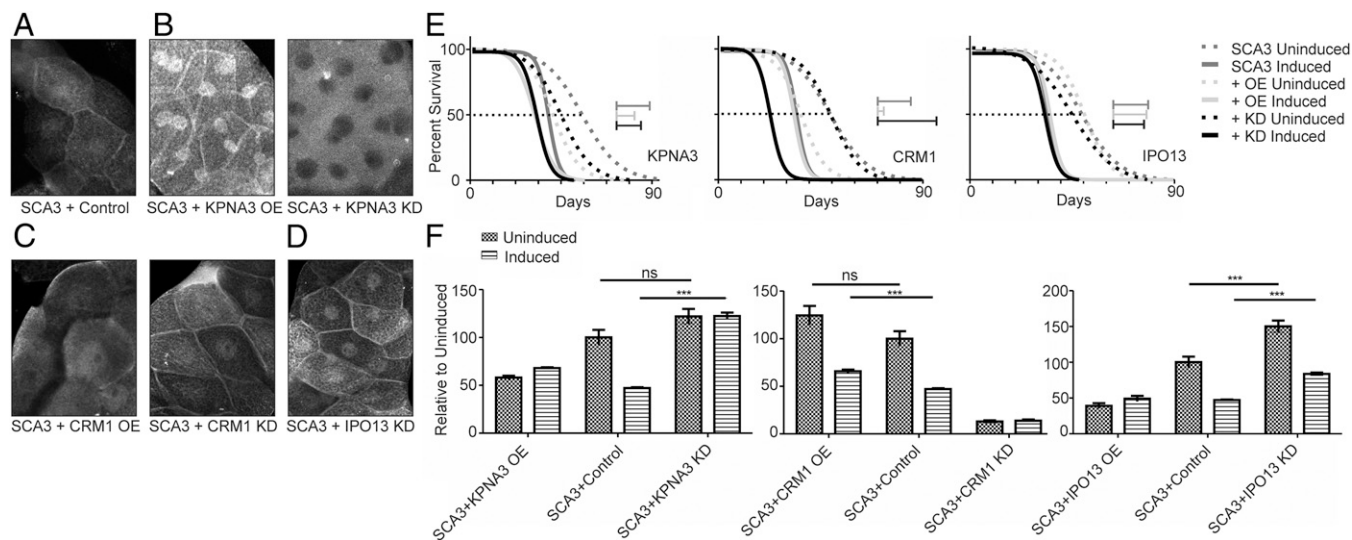 A
B
SCA3 + Control
SCA3 + KPNA3 OE
SCA3 + KPNA3 KD
C
D
SCA3 + CRM1 OE
SCA3 + CRM1 KD
SCA3 + IPO13 KD
E
Percent Survival
100
50
0
0
90
Days
KPNA3
0
90
Days
CRM1
0
90
Days
IPO13
SCA3 Uninduced
SCA3 Induced
+ OE Uninduced
+ OE Induced
+ KD Uninduced
+ KD Induced
F
Uninduced
Induced
Relative to Uninduced
150
100
50
0
ns
***
SCA3+KPNA3 OE
SCA3+Control
SCA3+KPNA3 KD
150
100
50
0
ns
***
SCA3+CRM1 OE
SCA3+Control
SCA3+CRM1 KD
200
150
100
50
0
***
***
SCA3+IPO13 OE
SCA3+Control
SCA3+IPO13 KD